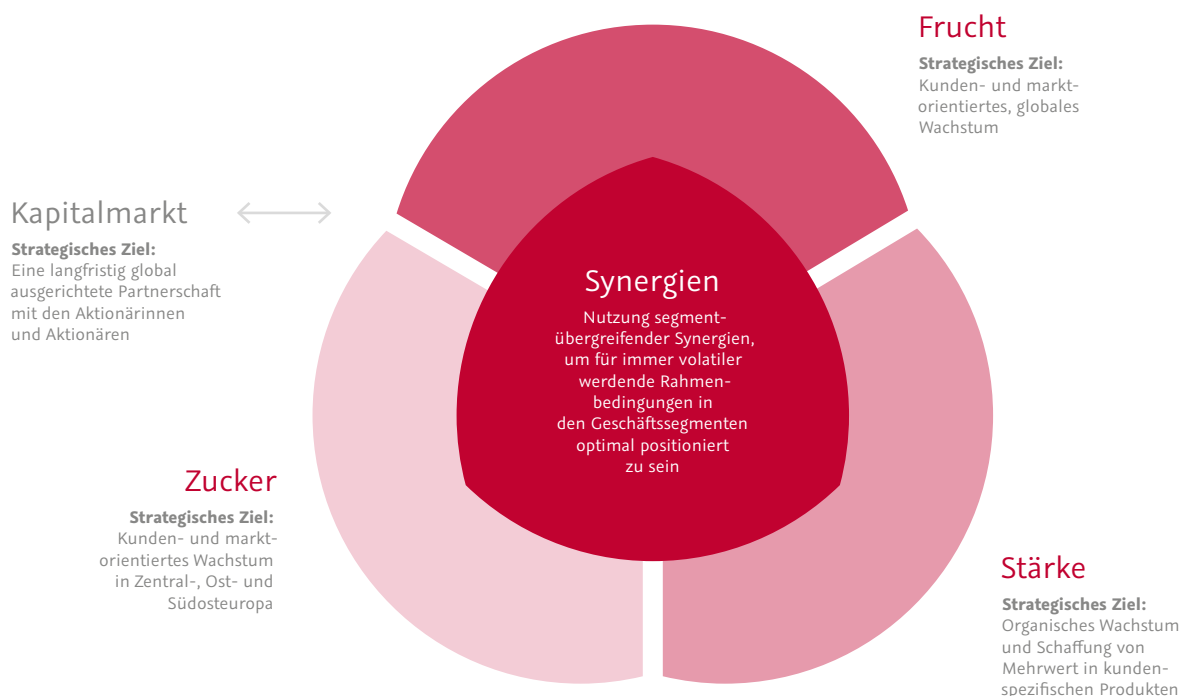 Frucht
Strategisches Ziel:
Kunden- und markt-
orientiertes, globales
Wachstum
Kapitalmarkt
Strategisches Ziel:
Eine langfristig global
ausgerichtete Partnerschaft
mit den Aktionärinnen
und Aktionären
Synergien
Nutzung segment-
übergreifender Synergien,
um für immer volatiler
werdende Rahmen-
bedingungen in
den Geschäftssegmenten
optimal positioniert
zu sein
Zucker
Strategisches Ziel:
Kunden- und markt-
orientiertes Wachstum
in Zentral-, Ost- und
Südosteuropa
Stärke
Strategisches Ziel:
Organisches Wachstum
und Schaffung von
Mehrwert in kunden-
spezifischen Produkten